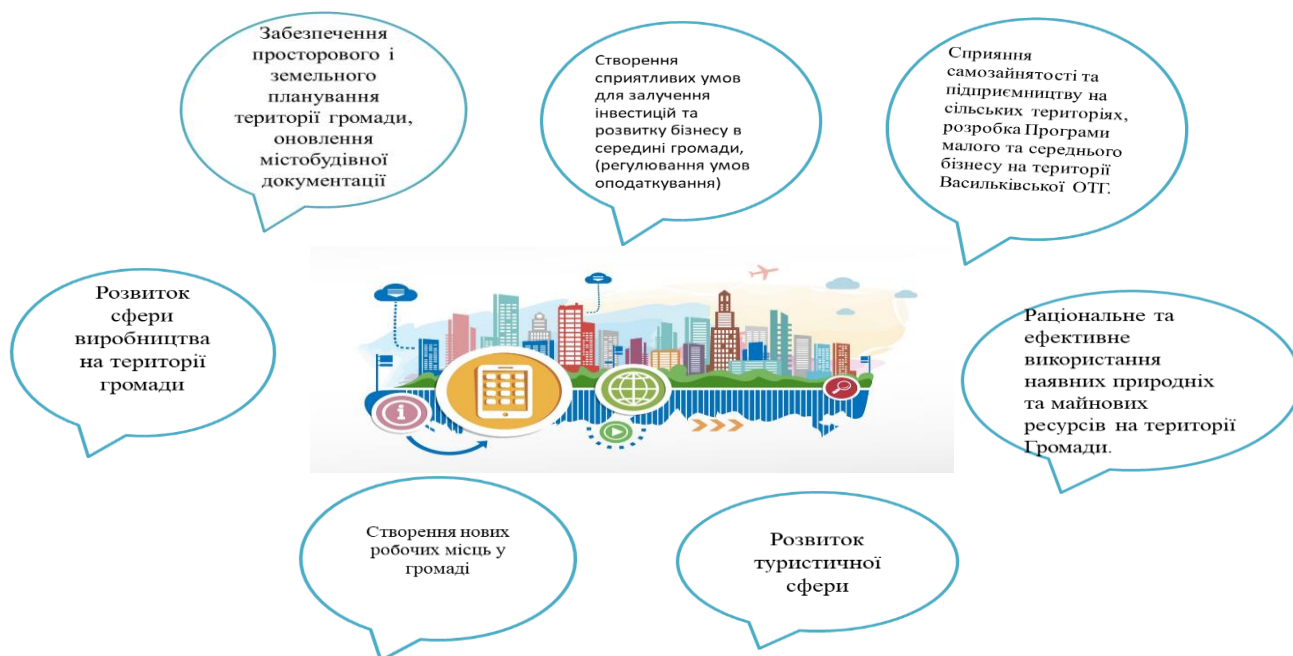 Забезпечення
просторового і
земельного
планування
території громади,
оновлення
містобудівної
документації
Створення
сприятливих умов
для залучення
інвестицій та
розвитку бізнесу в
середині громади,
(регулювання умов
оподаткування)
Сприяння
самозайнятості та
підприємництву на
сільських територіях,
розробка Програми
малого та середнього
бізнесу на території
Васильківської ОТГ.
Розвиток
сфери
виробництва
на території
громади
Раціональне та
ефективне
використання
наявних природніх
та майнових
ресурсів на території
Громади.
Створення нових
робочих місць у
громаді
Розвиток
туристичної
сфери